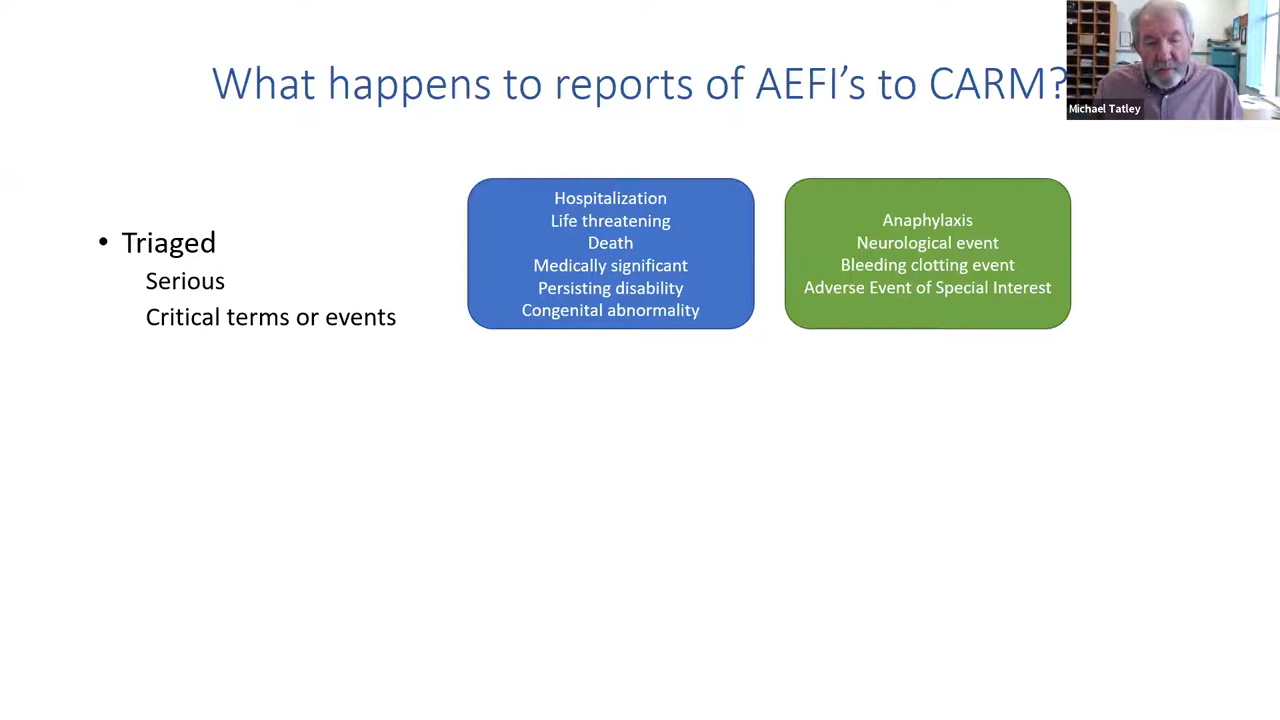 What happens to reports of AEFI's to CARM?
Michael Tatley
• Triaged
Serious
Critical terms or events
Hospitalization
Life threatening
Death
Medically significant
Persisting disability
Congenital abnormality
Anaphylaxis
Neurological event
Bleeding clotting event
Adverse Event of Special Interest